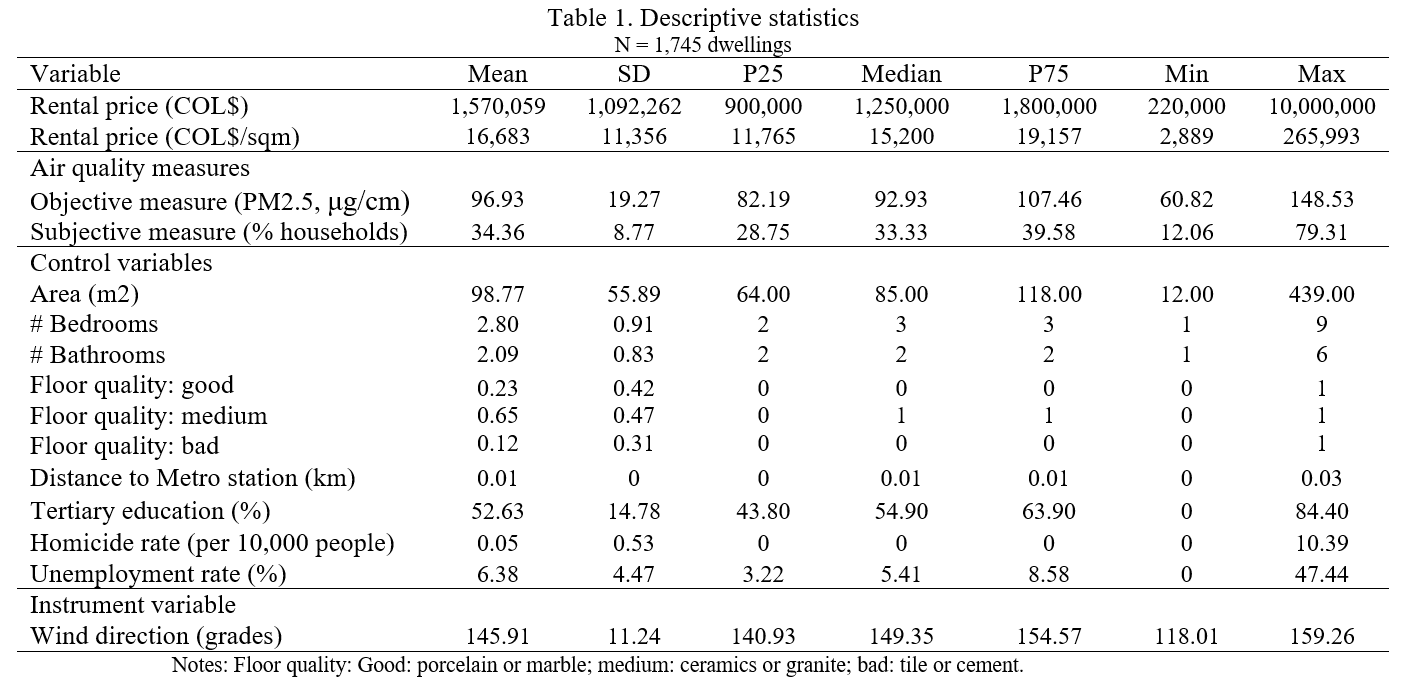 Table 1. Descriptive statistics
N = 1,745 dwellings
Variable Mean SD P25 Median P75 Min Max
Rental price (COL$) 1,570,059 1,092,262 900,000 1,250,000 1,800,000 220,000 10,000,000
Rental price (COL$/sqm) 16,683 11,356 11,765 15,200 19,157 2,889 265,993
Air quality measures
Objective measure (PM2.5, µg/cm) 96.93 19.27 82.19 92.93 107.46 60.82 148.53
Subjective measure (% households) 34.36 8.77 28.75 33.33 39.58 12.06 79.31
Control variables
Area (m2) 98.77 55.89 64.00 85.00 118.00 12.00 439.00
# Bedrooms 2.80 0.91 2 3 3 1 9
# Bathrooms 2.09 0.83 2 2 2 1 6
Floor quality: good 0.23 0.42 0 0 0 0 1
Floor quality: medium 0.65 0.47 0 1 1 0 1
Floor quality: bad 0.12 0.31 0 0 0 0 1
Distance to Metro station (km) 0.01 0 0 0.01 0.01 0 0.03
Tertiary education (%) 52.63 14.78 43.80 54.90 63.90 0 84.40
Homicide rate (per 10,000 people) 0.05 0.53 0 0 0 0 10.39
Unemployment rate (%) 6.38 4.47 3.22 5.41 8.58 0 47.44
Instrument variable
Wind direction (grades) 145.91 11.24 140.93 149.35 154.57 118.01 159.26
Notes: Floor quality: Good: porcelain or marble; medium: ceramics or granite; bad: tile or cement.